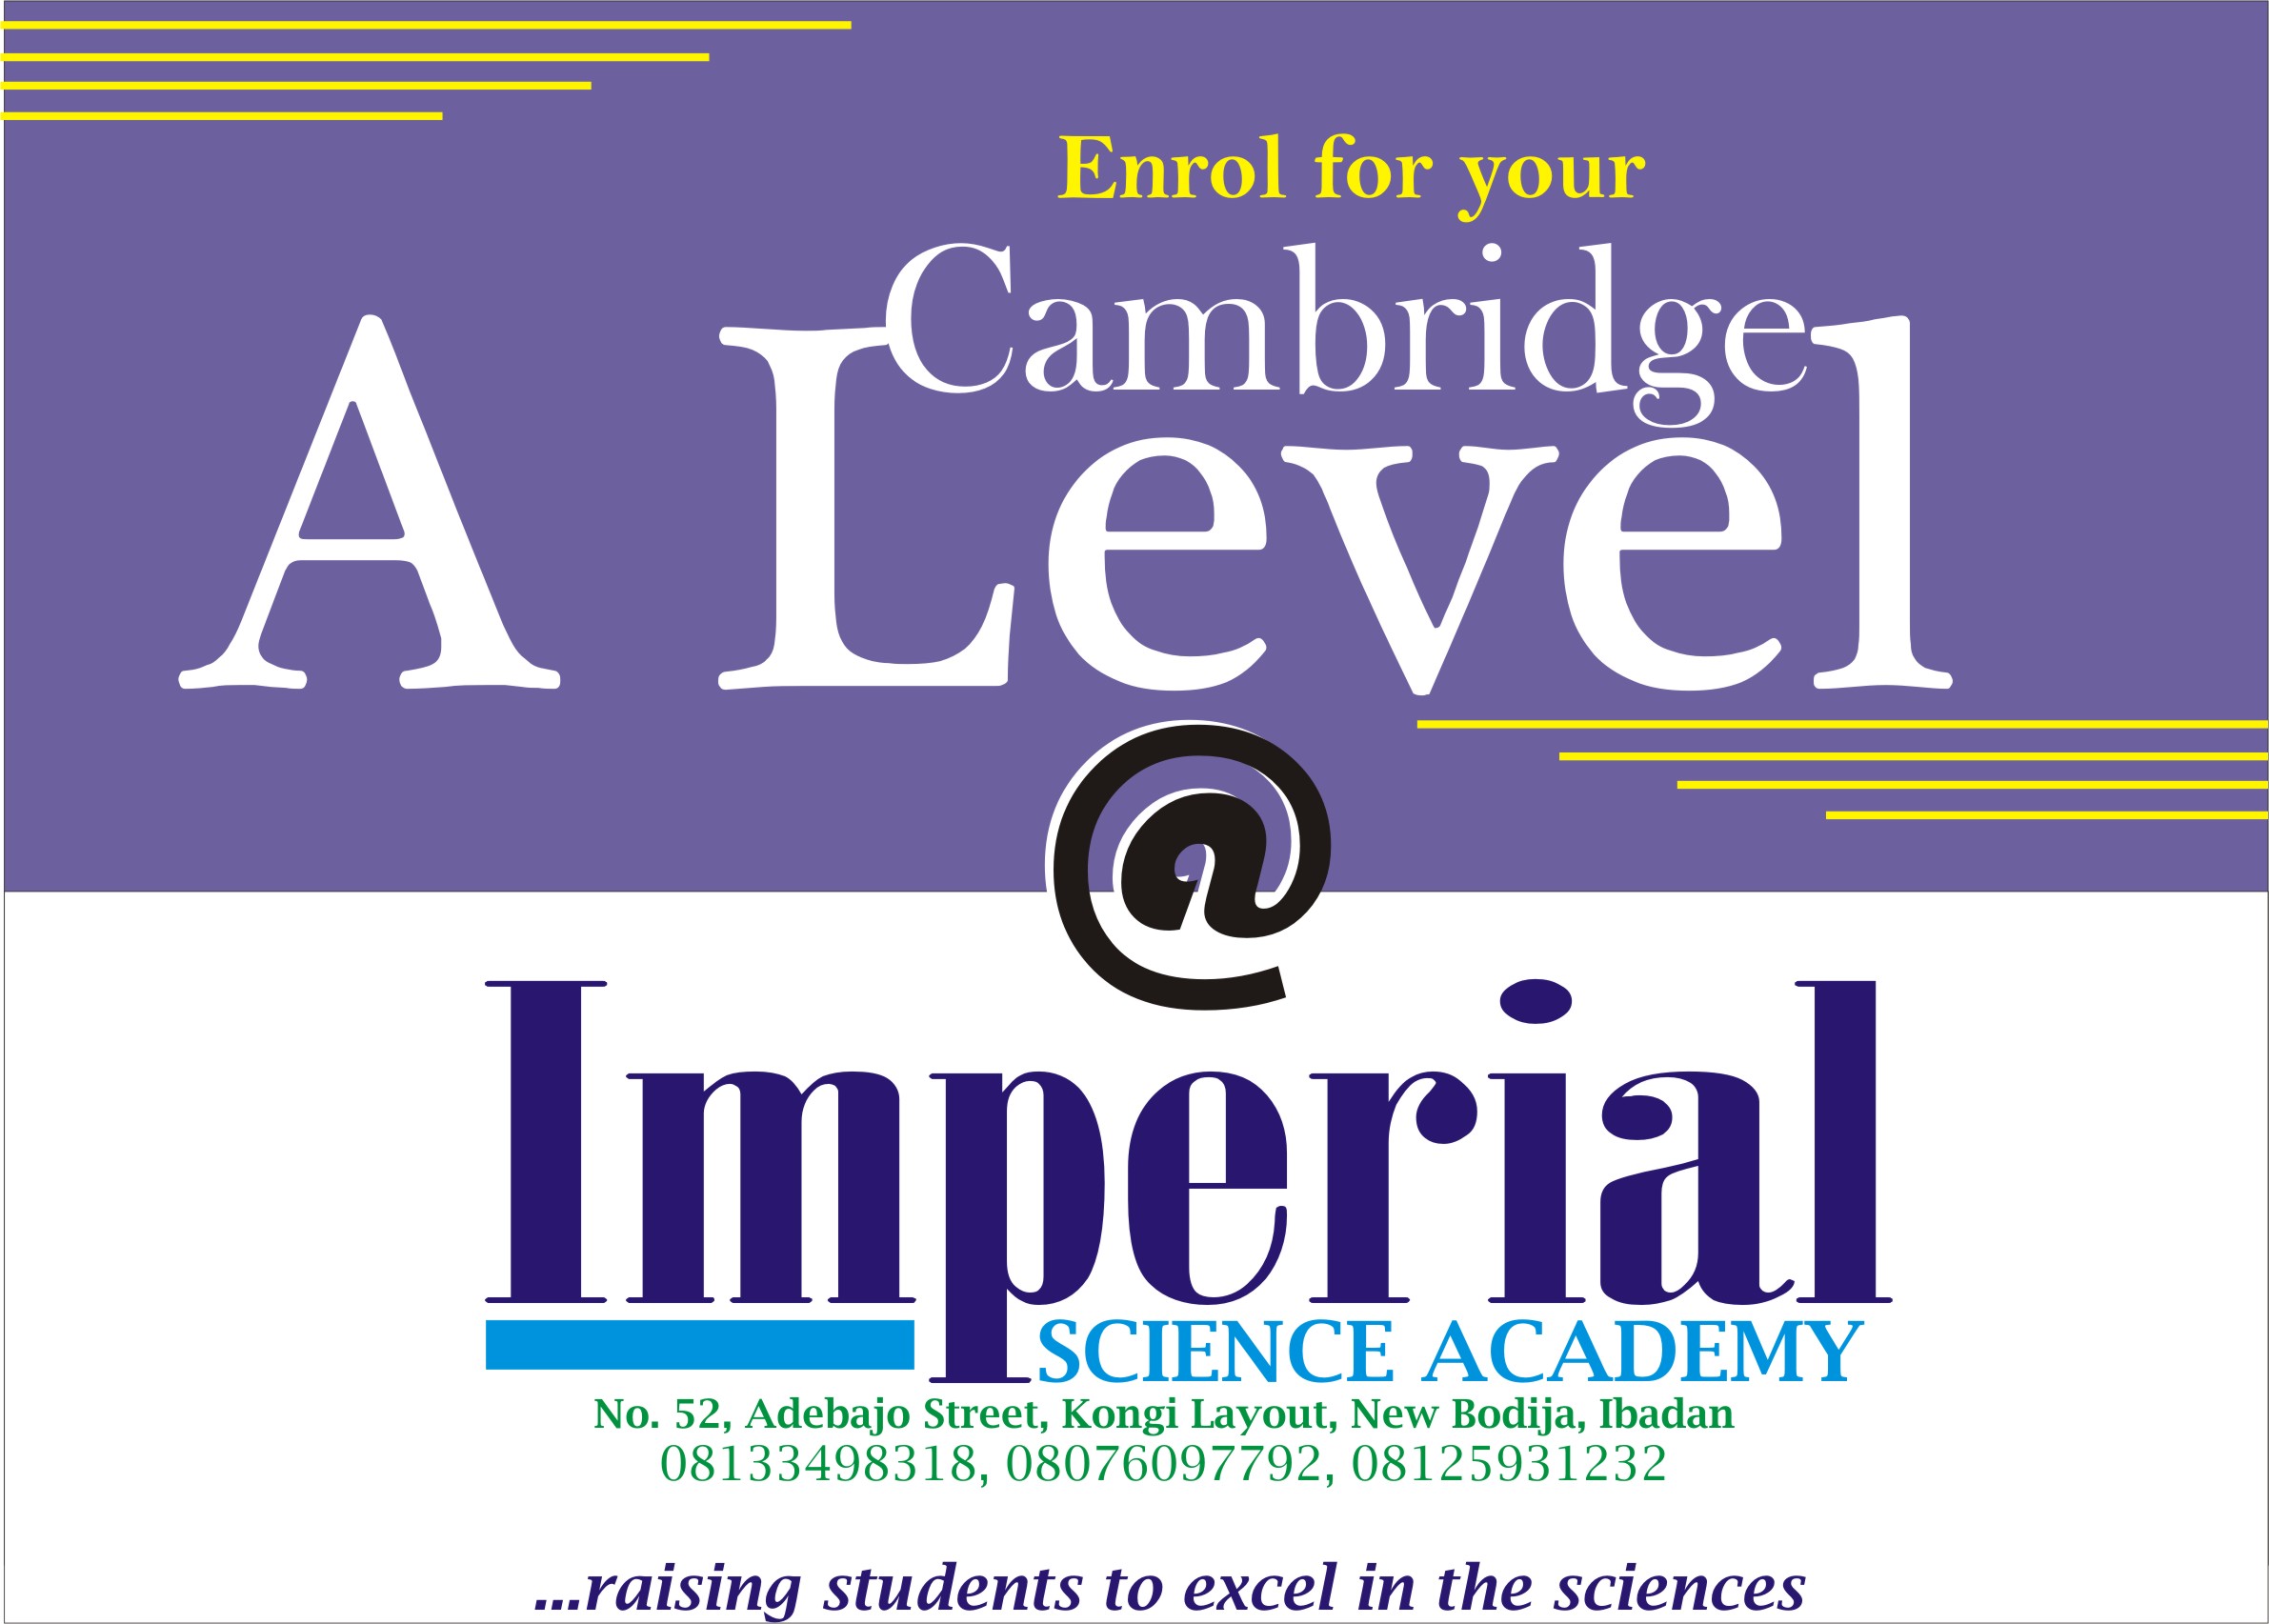 Enrol for your
Cambridge
A Level
@
Imperial
SCIENCE ACADEMY
No. 52, Adebajo Street, Kongi Layout, New Bodija, Ibadan
08133498318, 08076097792, 08125931232
...raising students to excel in the sciences